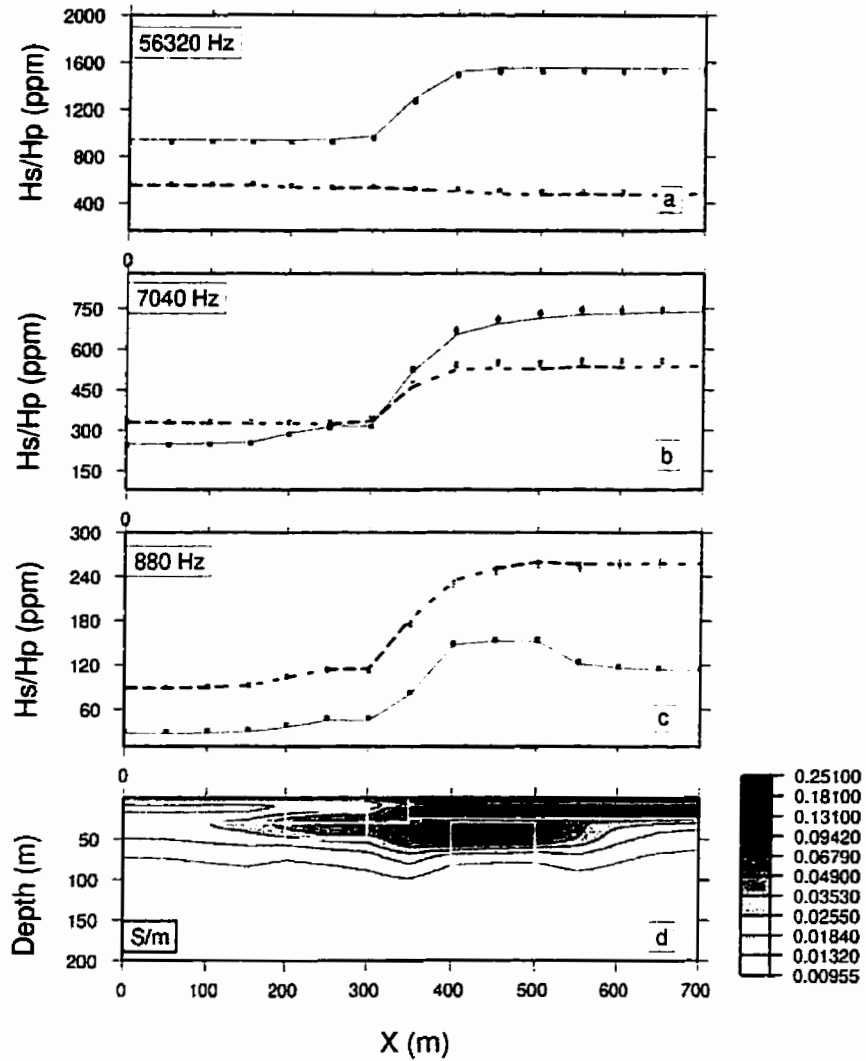 2000
1600
1200
800
400
Hs/Hp (ppm)
56320 Hz
a
0
750
600
450
300
150
Hs/Hp (ppm)
7040 Hz
b
0
300
240
180
120
60
Hs/Hp (ppm)
880 Hz
c
0
50
100
150
200
Depth (m)
S/m
d
0 100 200 300 400 500 600 700
X (m)
0.25100
0.18100
0.13100
0.09420
0.06790
0.04900
0.03530
0.02550
0.01840
0.01320
0.00955